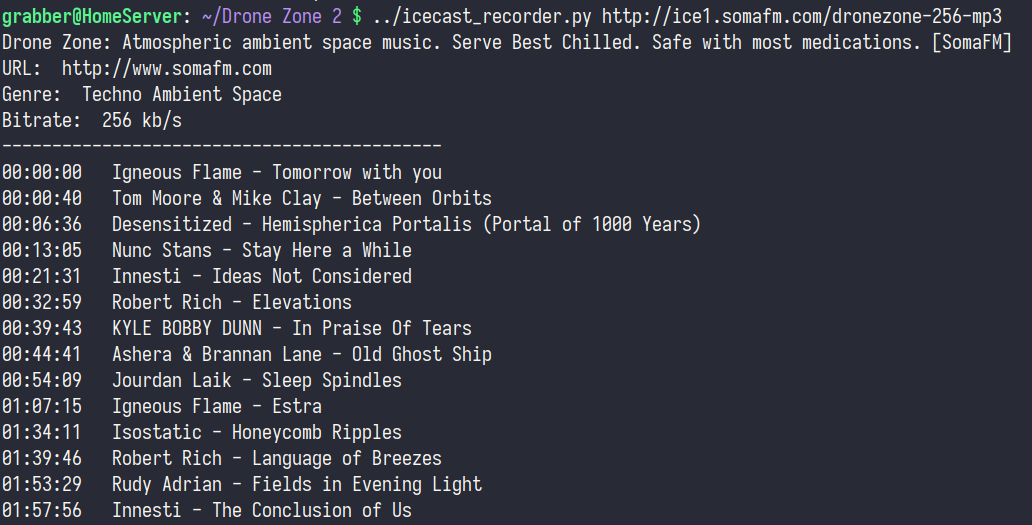 grabber@HomeServer: ~/Drone Zone 2 $ ../icecast_recorder.py http://ice1.somafm.com/dronezone-256-mp3
Drone Zone: Atmospheric ambient space music. Serve Best Chilled. Safe with most medications. [SomaFM]
URL:  http://www.somafm.com
Genre:  Techno Ambient Space
Bitrate:  256 kb/s
--------------------------------------------
00:00:00   Igneous Flame - Tomorrow with you
00:00:40   Tom Moore & Mike Clay - Between Orbits
00:06:36   Desensitized - Hemispherica Portalis (Portal of 1000 Years)
00:13:05   Nunc Stans - Stay Here a While
00:21:31   Innesti - Ideas Not Considered
00:32:59   Robert Rich - Elevations
00:39:43   KYLE BOBBY DUNN - In Praise Of Tears
00:44:41   Ashera & Brannan Lane - Old Ghost Ship
00:54:09   Jourdan Laik - Sleep Spindles
01:07:15   Igneous Flame - Estra
01:34:11   Isostatic - Honeycomb Ripples
01:39:46   Robert Rich - Language of Breezes
01:53:29   Rudy Adrian - Fields in Evening Light
01:57:56   Innesti - The Conclusion of Us